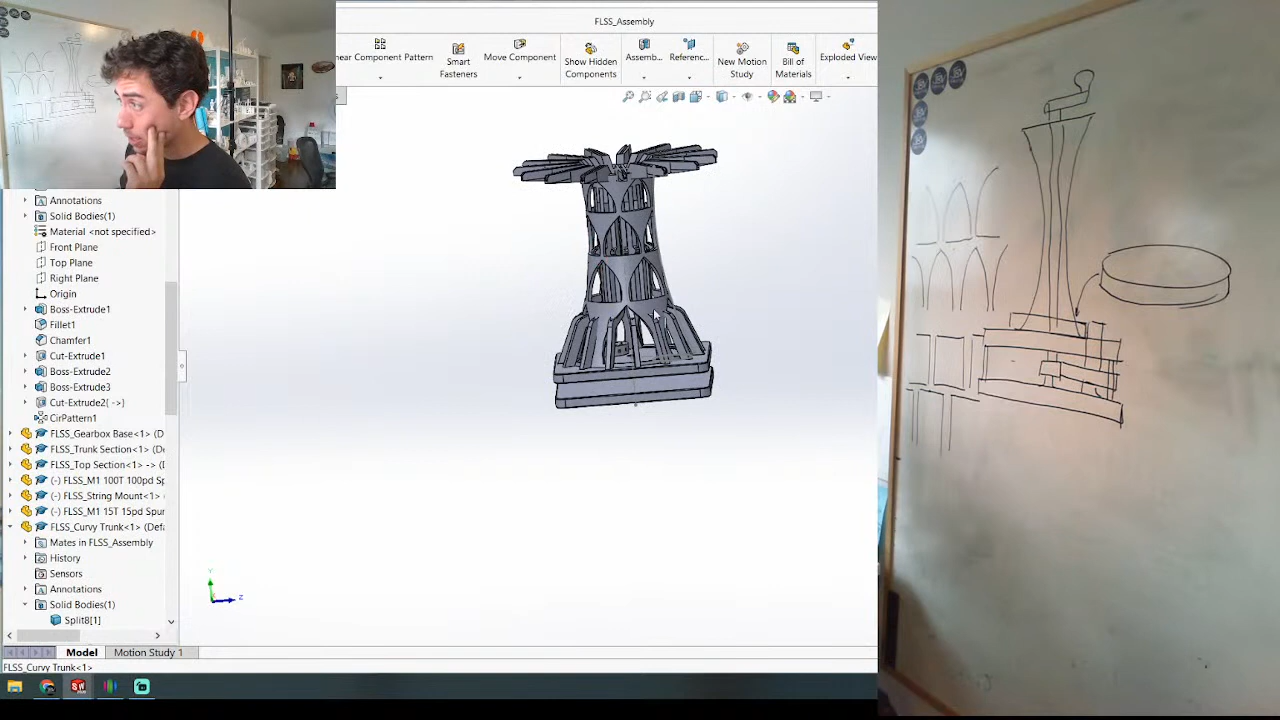 FLSS_Assembly
near Component Pattern
Smart
Fasteners
Move Component
Show Hidden
Components
Assemb...
Referenc...
New Motion
Study
Bill of
Materials
Exploded View
Annotations
Solid Bodies(1)
Material <not specified>
Front Plane
Top Plane
Right Plane
Origin
Boss-Extrude1
Fillet1
Chamfer1
Cut-Extrude1
Boss-Extrude2
Boss-Extrude3
Cut-Extrude2{ ->}
CirPattern1
FLSS_Gearbox Base<1> (D
FLSS_Trunk Section<1> (De
FLSS_Top Section<1> -> (
(-) FLSS_M1 100T 100pd Sp
(-) FLSS_String Mount<1>
(-) FLSS_M1 15T 15pd Spur
FLSS_Curvy Trunk<1> (Defa
Mates in FLSS_Assembly
History
Sensors
Annotations
Solid Bodies(1)
Split8[1]
Y
Z
Model
Motion Study 1
FLSS_Curvy Trunk<1>
SW